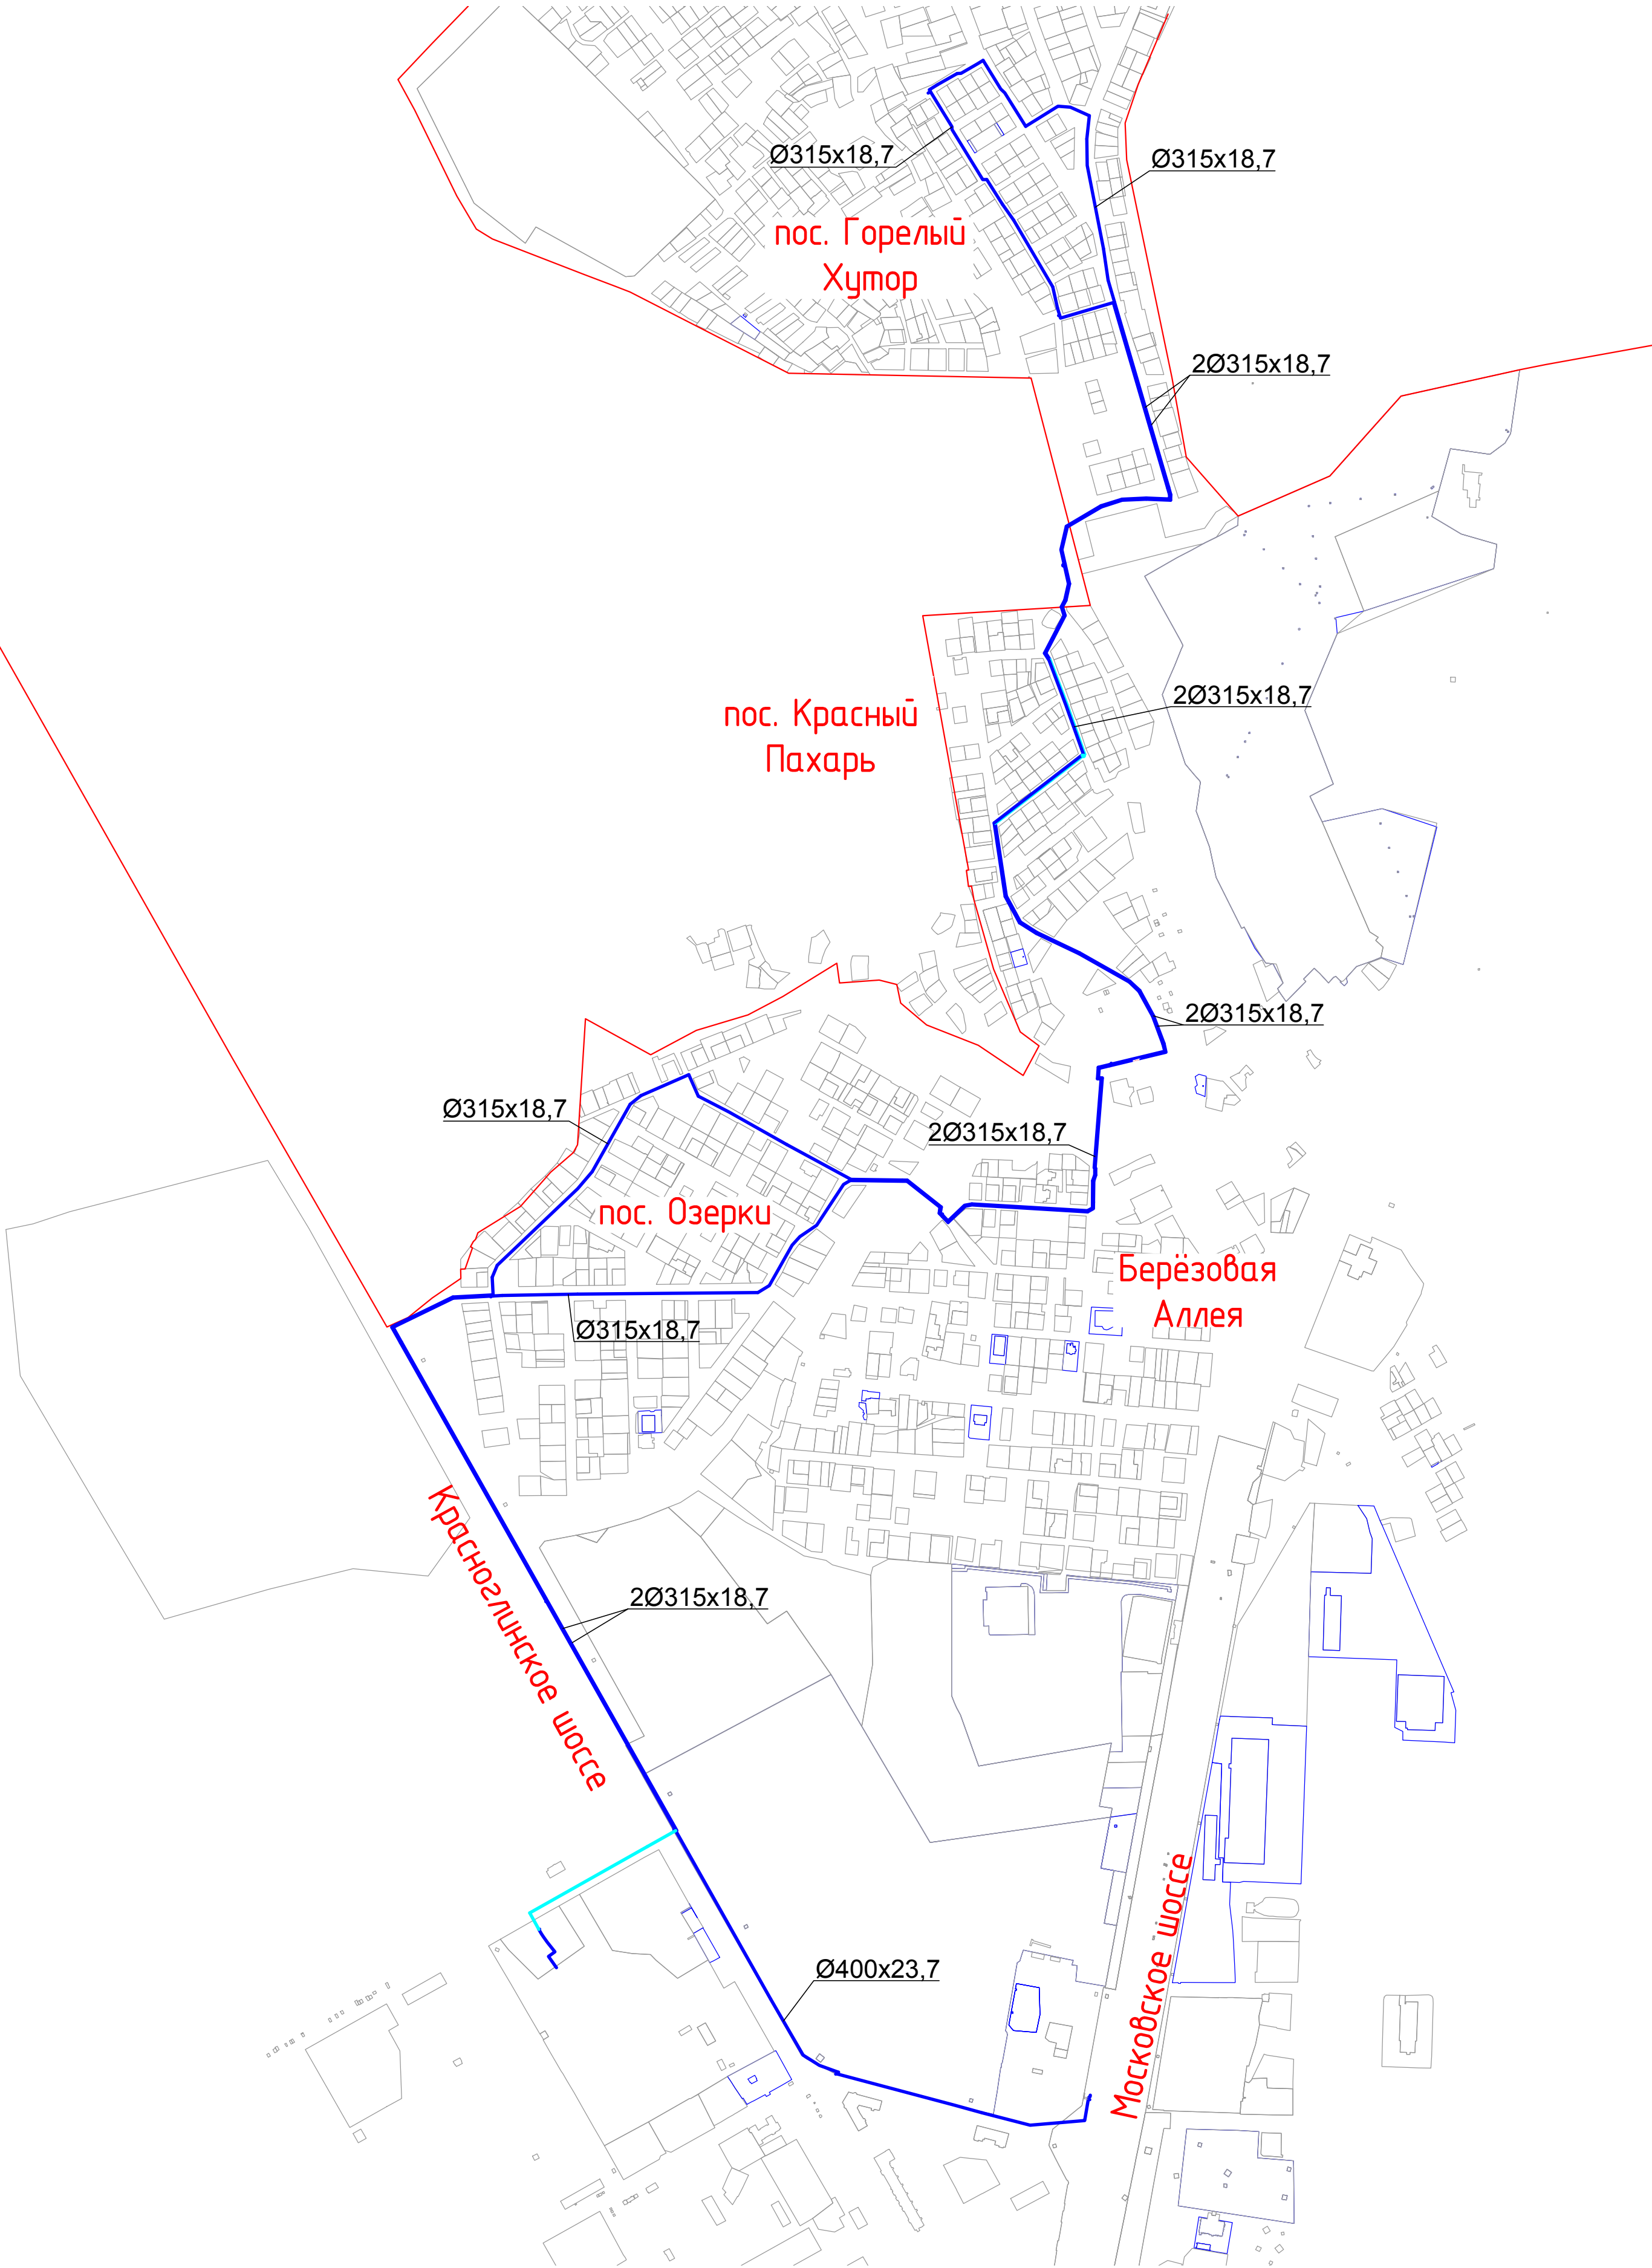 Ø315x18,7
Ø315x18,7
пос. Горелый
Хутор
2Ø315x18,7
2Ø315x18,7
пос. Красный
Пахарь
2Ø315x18,7
Ø315x18,7
2Ø315x18,7
пос. Озерки
Берёзовая
Аллея
Ø315x18,7
Красноглинское шоссе
2Ø315x18,7
Московское шоссе
Ø400x23,7